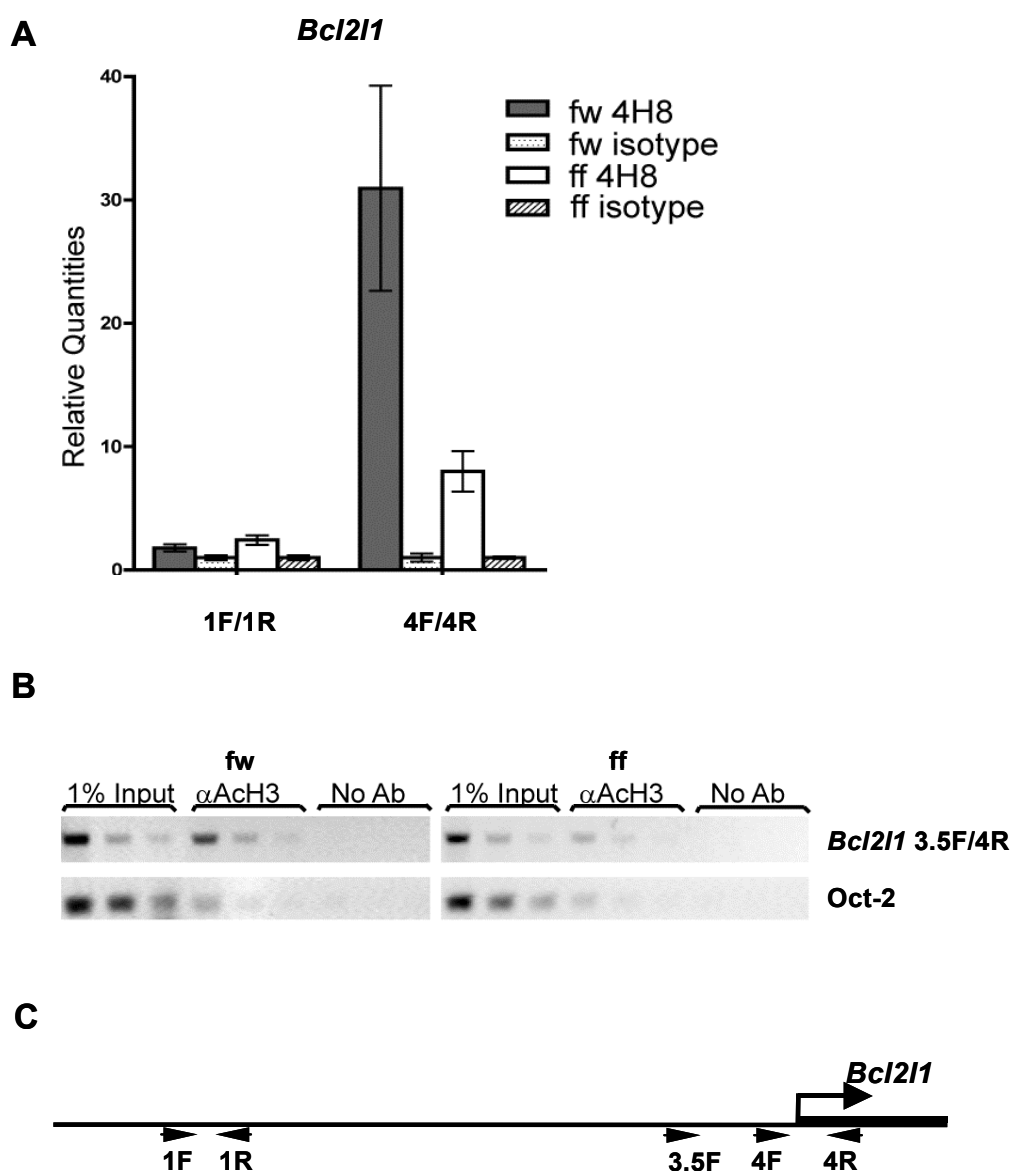 A
Bcl2l1
40
30
20
10
0
Relative Quantities
fw 4H8
fw isotype
ff 4H8
ff isotype
1F/1R
4F/4R
B
fw
ff
1% Input
αAcH3
No Ab
1% Input
αAcH3
No Ab
Bcl2l1 3.5F/4R
Oct-2
C
Bcl2l1
1F
1R
3.5F
4F
4R